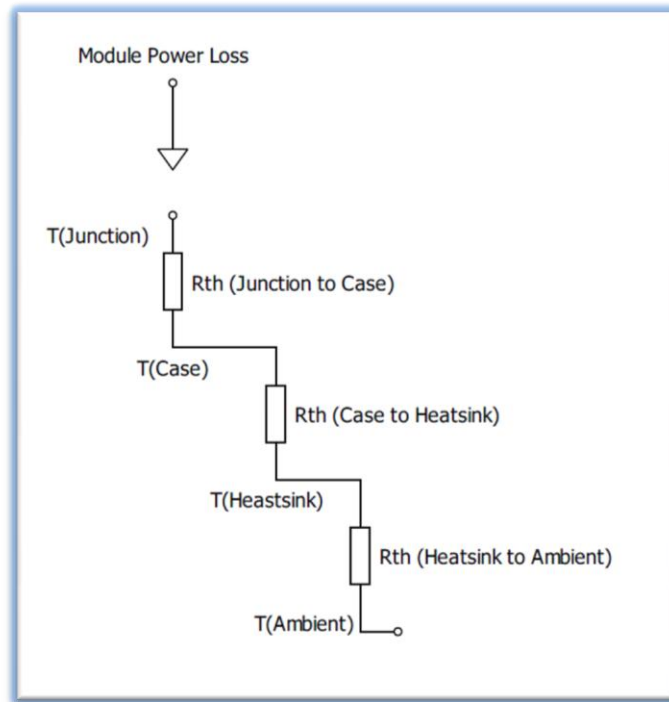 Module Power Loss
T(Junction)
Rth (Junction to Case)
T(Case)
Rth (Case to Heatsink)
T(Heastsink)
Rth (Heatsink to Ambient)
T(Ambient)